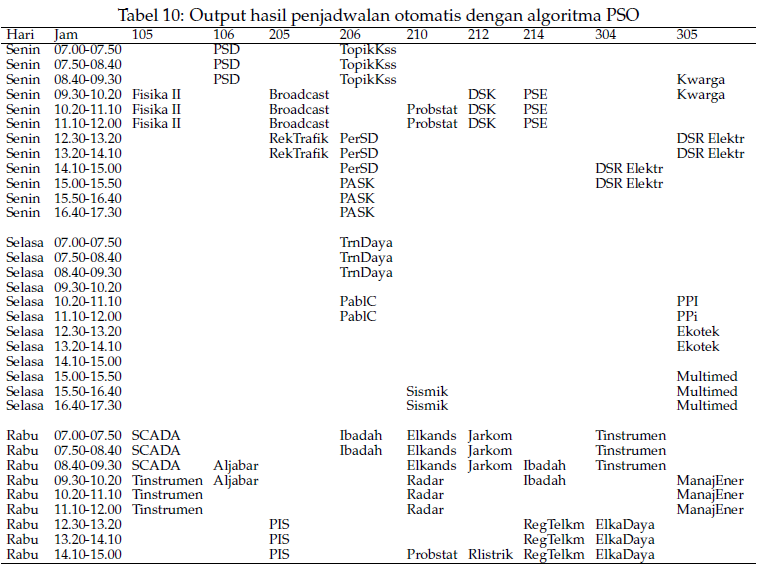 Tabel 10: Output hasil penjadwalan otomatis dengan algoritma PSO
Hari Jam 105 106 205 206 210 212 214 304 305
Senin 07.00-07.50 PSD TopikKss
Senin 07.50-08.40 PSD TopikKss
Senin 08.40-09.30 PSD TopikKss Kwarga
Senin 09.30-10.20 Fisika II Broadcast DSK PSE Kwarga
Senin 10.20-11.10 Fisika II Broadcast Probstat DSK PSE
Senin 11.10-12.00 Fisika II Broadcast Probstat DSK PSE
Senin 12.30-13.20 RekTrafik PerSD DSR Elektr
Senin 13.20-14.10 RekTrafik PerSD DSR Elektr
Senin 14.10-15.00 PerSD DSR Elektr
Senin 15.00-15.50 PASK DSR Elektr
Senin 15.50-16.40 PASK
Senin 16.40-17.30 PASK
Selasa 07.00-07.50 TrnDaya
Selasa 07.50-08.40 TrnDaya
Selasa 08.40-09.30 TrnDaya
Selasa 09.30-10.20
Selasa 10.20-11.10 PablC PPI
Selasa 11.10-12.00 PablC PPi
Selasa 12.30-13.20 Ekotek
Selasa 13.20-14.10 Ekotek
Selasa 14.10-15.00
Selasa 15.00-15.50 Multimed
Selasa 15.50-16.40 Sismik Multimed
Selasa 16.40-17.30 Sismik Multimed
Rabu 07.00-07.50 SCADA Ibadah Elkands Jarkom Tinstrumen
Rabu 07.50-08.40 SCADA Ibadah Elkands Jarkom Tinstrumen
Rabu 08.40-09.30 SCADA Aljabar Elkands Jarkom Ibadah Tinstrumen
Rabu 09.30-10.20 Tinstrumen Aljabar Radar Ibadah ManajEner
Rabu 10.20-11.10 Tinstrumen Radar ManajEner
Rabu 11.10-12.00 Tinstrumen Radar ManajEner
Rabu 12.30-13.20 PIS RegTelkm ElkaDaya
Rabu 13.20-14.10 PIS RegTelkm ElkaDaya
Rabu 14.10-15.00 PIS Probstat Rlistrik RegTelkm ElkaDaya